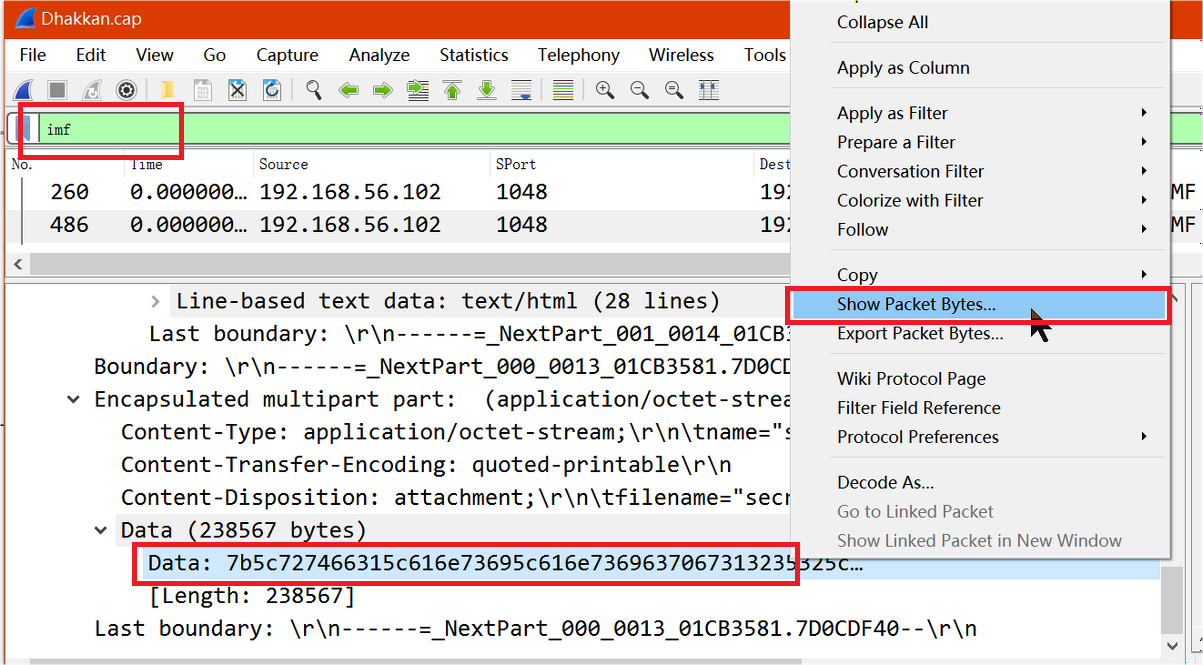 Dhakkan.cap
File Edit View Go Capture Analyze Statistics Telephony Wireless Tools
imf
No. Time Source SPort Dest
260 0.000000… 192.168.56.102 1048 192 MF
486 0.000000… 192.168.56.102 1048 192 MF
Line-based text data: text/html (28 lines)
Last boundary: \r\n------=_NextPart_001_0014_01CB3
Boundary: \r\n------=_NextPart_000_0013_01CB3581.7D0CD
Encapsulated multipart part: (application/octet-strea
Content-Type: application/octet-stream;\r\n\tname="s
Content-Transfer-Encoding: quoted-printable\r\n
Content-Disposition: attachment;\r\n\tfilename="secr
Data (238567 bytes)
Data: 7b5c727466315c616e73695c616e73696370673132353​25c…
[Length: 238567]
Last boundary: \r\n------=_NextPart_000_0013_01CB3581.7D0CDF40--\r\n
Collapse All
Apply as Column
Apply as Filter
Prepare a Filter
Conversation Filter
Colorize with Filter
Follow
Copy
Show Packet Bytes...
Export Packet Bytes...
Wiki Protocol Page
Filter Field Reference
Protocol Preferences
Decode As...
Go to Linked Packet
Show Linked Packet in New Window